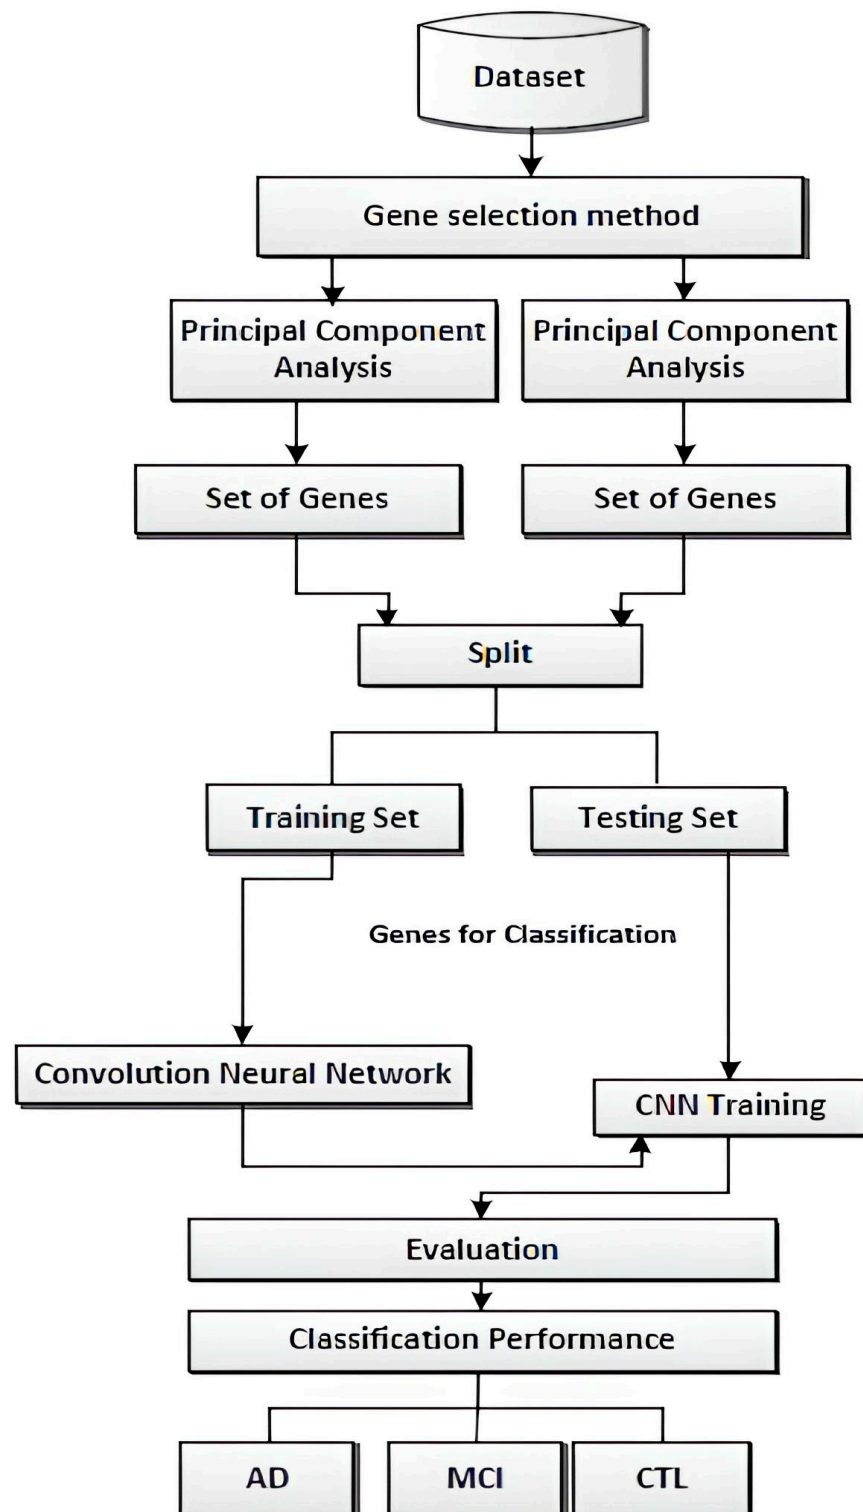 Dataset
Gene selection method
Principal Component
Analysis
Principal Component
Analysis
Set of Genes
Set of Genes
Split
Training Set
Testing Set
Genes for Classification
Convolution Neural Network
CNN Training
Evaluation
Classification Performance
AD
MCI
CTL